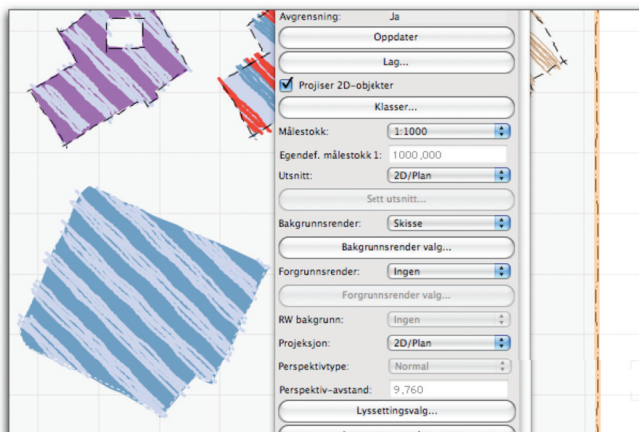 Avgrensning: Ja
Oppdater
Lag...
Projiser 2D-objekter
Klasser...
Målestokk: 1:1000
Egendef. målestokk 1: 1000,000
Utsnitt: 2D/Plan
Sett utsnitt...
Bakgrunnsrender: Skisse
Bakgrunnsrender valg...
Forgrunnsrender: Ingen
Forgrunnsrender valg...
RW bakgrunn: Ingen
Projeksjon: 2D/Plan
Perspektivtype: Normal
Perspektiv-avstand: 9,760
Lyssettingsvalg...